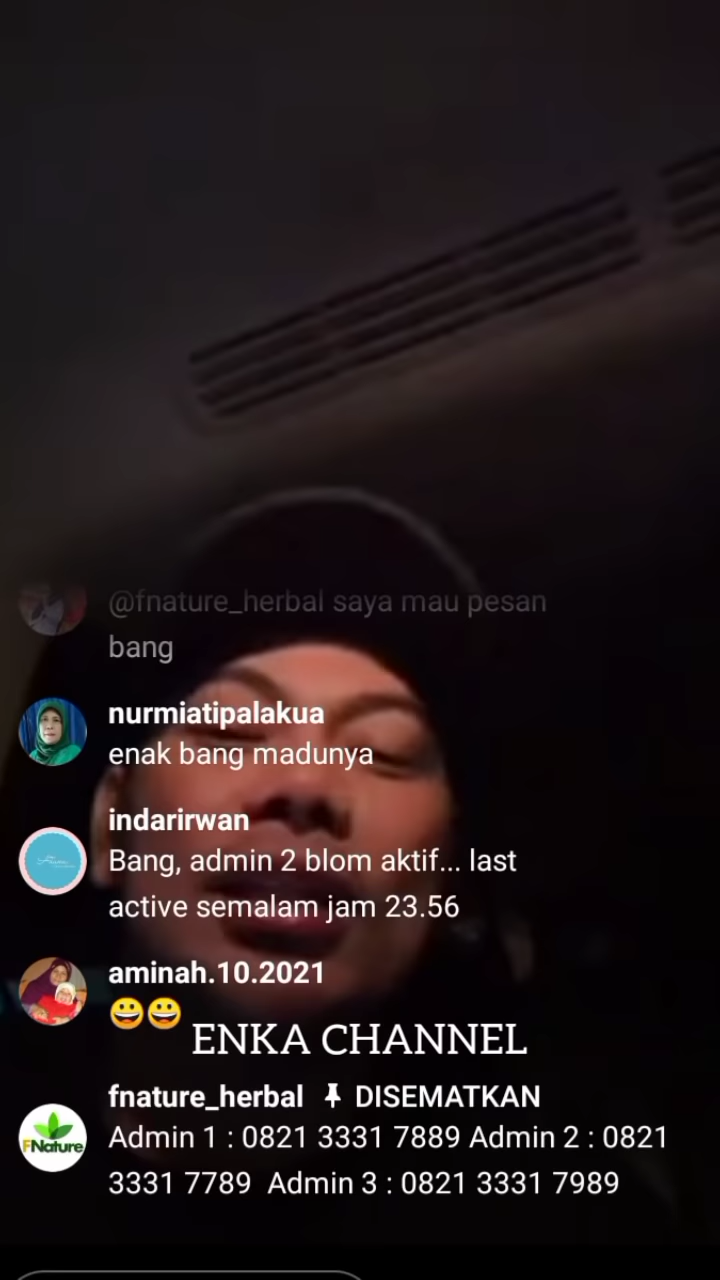 @fnature_herbal saya mau pesan
bang
nurmiatipalakua
enak bang madunya
indarirwan
Bang, admin 2 blom aktif... last
active semalam jam 23.56
aminah.10.2021
😀😀
ENKA CHANNEL
fnature_herbal 📌 DISEMATKAN
FNature
Admin 1 : 0821 3331 7889 Admin 2 : 0821
3331 7789 Admin 3 : 0821 3331 7989